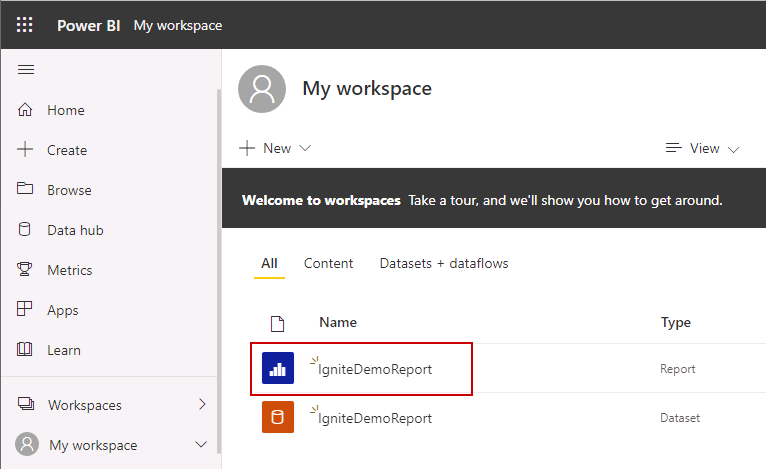 Power BI My workspace
Home
Create
Browse
Data hub
Metrics
Apps
Learn
Workspaces
My workspace
My workspace
New
View
Welcome to workspaces Take a tour, and we'll show you how to get around.
All Content Datasets + dataflows
Name Type
IgniteDemoReport Report
IgniteDemoReport Dataset